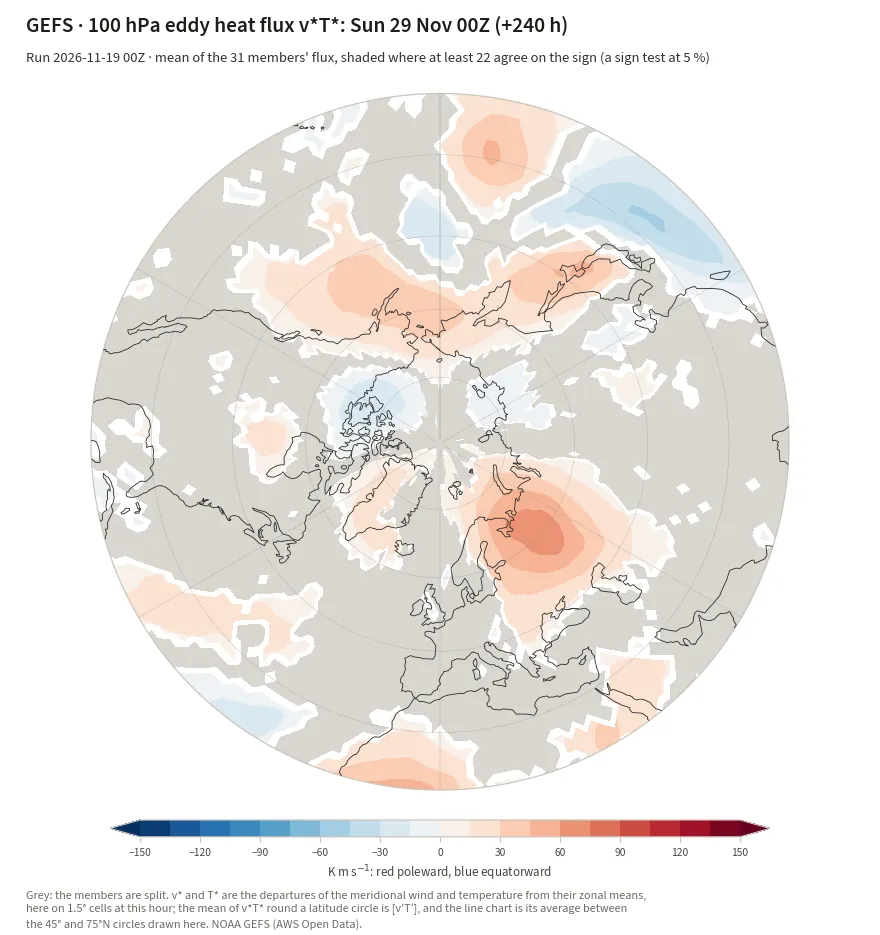 GEFS · 100 hPa eddy heat flux v*T*: Sun 29 Nov 00Z (+240 h)
Run 2026-11-19 00Z · mean of the 31 members' flux, shaded where at least 22 agree on the sign (a sign test at 5 %)
−150 −120 −90 −60 −30 0 30 60 90 120 150
K m s⁻¹: red poleward, blue equatorward
Grey: the members are split. v* and T* are the departures of the meridional wind and temperature from their zonal means,
here on 1.5° cells at this hour; the mean of v*T* round a latitude circle is [v′T′], and the line chart is its average between
the 45° and 75°N circles drawn here. NOAA GEFS (AWS Open Data).